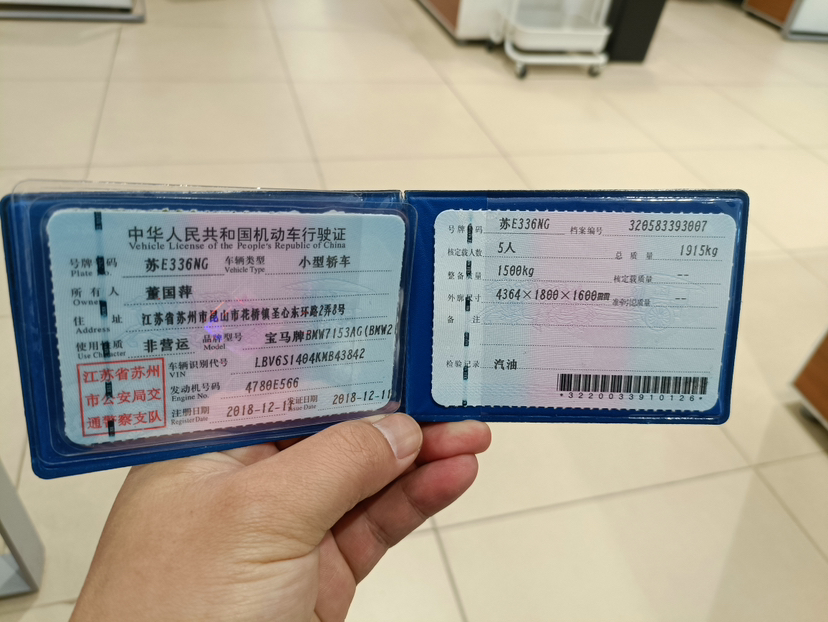 中华人民共和国机动车行驶证
Vehicle License of the People's Republic of China
号牌号码 苏E336NG 车辆类型 小型轿车
Plate No. Vehicle Type
所有人 董国萍
Owner
住址 江苏省苏州市昆山市花桥镇圣心东环路2弄8号
Address
使用性质 非营运 品牌型号 宝马牌BMW7153AG(BMW2
Use Character Model
江苏省苏州市公安局交通警察支队
车辆识别代号 LBV6S1404KMB43842
VIN
发动机号码 4780E566
Engine No.
注册日期 2018-12-11 发证日期 2018-12-11
Register Date Issue Date
号牌号码 苏E336NG 档案编号 320583393007
核定载人数 5人 总质量 1915kg
整备质量 1500kg 核定载质量 --
外廓尺寸 4364×1800×1600mm 准牵引总质量 --
备注
检验记录 汽油
*3220033910126*